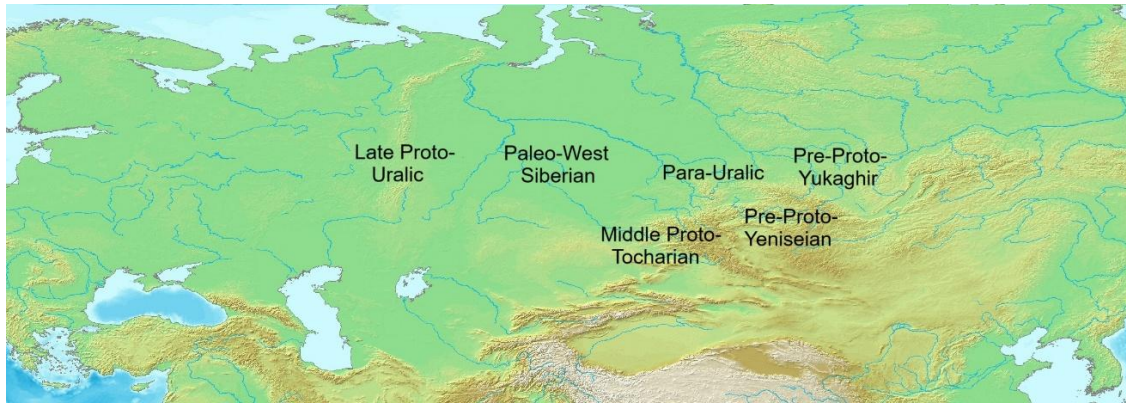 Late Proto-
Uralic
Paleo-West
Siberian
Para-Uralic
Pre-Proto-
Yukaghir
Middle Proto-
Tocharian
Pre-Proto-
Yeniseian